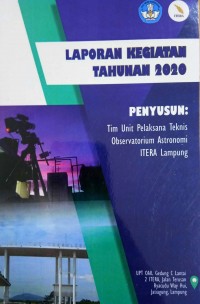 ITERA
LAPORAN KEGIATAN
TAHUNAN 2020
PENYUSUN:
Tim Unit Pelaksana Teknis
Observatorium Astronomi
ITERA Lampung
UPT OAIL Gedung C Lantai
2 ITERA, Jalan Terusan
Ryacudu Way Hui,
Jatiagung, Lampung